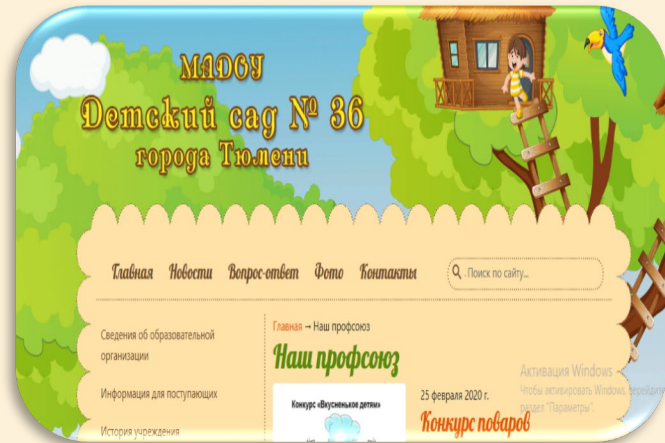 МАДОУ
Детский сад № 36
города Тюмени
Главная Новости Вопрос-ответ Фото Контакты
Поиск по сайту...
Сведения об образовательной
организации
Информация для поступающих
История учреждения
Главная → Наш профсоюз
Наш профсоюз
Конкурс «Вкусненькое детям»
25 февраля 2020 г.
Конкурс поваров
Активация Windows
Чтобы активировать Windows, перейдите
раздел "Параметры".